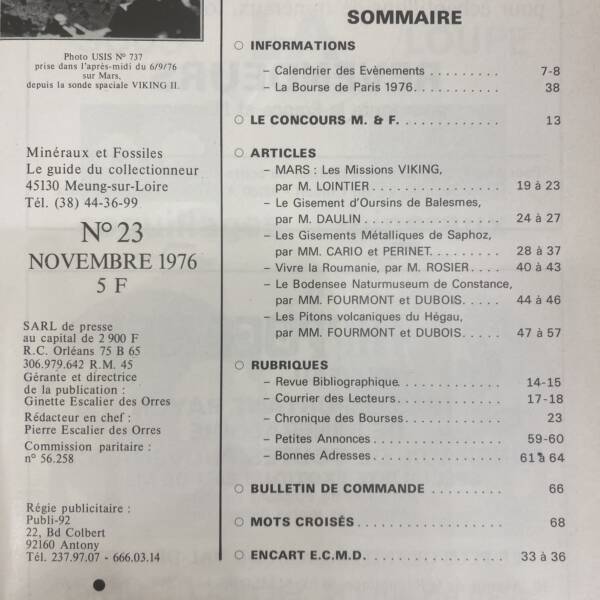 Photo USIS Nº 737
prise dans l'après-midi du 6/9/76
sur Mars,
depuis la sonde spaciale VIKING II.
Minéraux et Fossiles
Le guide du collectionneur
45130 Meung-sur-Loire
Tél. (38) 44-36-99
Nº 23
NOVEMBRE 1976
5 F
SARL de presse
au capital de 2 900 F
R.C. Orléans 75 B 65
306.979.642 R.M. 45
Gérante et directrice
de la publication :
Ginette Escalier des Orres
Rédacteur en chef :
Pierre Escalier des Orres
Commission paritaire :
nº 56.258
Régie publicitaire :
Publi-92
22, Bd Colbert
92160 Antony
Tél. 237.97.07 - 666.03.14
SOMMAIRE
○ INFORMATIONS
– Calendrier des Evènements . . . . . . . . . . 7-8
– La Bourse de Paris 1976. . . . . . . . . . . . 38
○ LE CONCOURS M. & F. . . . . . . . . . . . 13
○ ARTICLES
– MARS : Les Missions VIKING,
par M. LOINTIER . . . . . . . . . . . . 19 à 23
– Le Gisement d'Oursins de Balesmes,
par M. DAULIN . . . . . . . . . . . . . 24 à 27
– Les Gisements Métalliques de Saphoz,
par MM. CARIO et PERINET. . . . . . . . . 28 à 37
– Vivre la Roumanie, par M. ROSIER. . . . . 40 à 43
– Le Bodensee Naturmuseum de Constance,
par MM. FOURMONT et DUBOIS. . . . . . 44 à 46
– Les Pitons volcaniques du Hégau,
par MM. FOURMONT et DUBOIS. . . . . . 47 à 57
○ RUBRIQUES
– Revue Bibliographique. . . . . . . . . . . . 14-15
– Courrier des Lecteurs. . . . . . . . . . . . 17-18
– Chronique des Bourses. . . . . . . . . . . . 23
– Petites Annonces . . . . . . . . . . . . . 59-60
– Bonnes Adresses. . . . . . . . . . . . . 61 à 64
○ BULLETIN DE COMMANDE . . . . . . . . . 66
○ MOTS CROISÉS . . . . . . . . . . . . . . . 68
○ ENCART E.C.M.D. . . . . . . . . . . . . 33 à 36